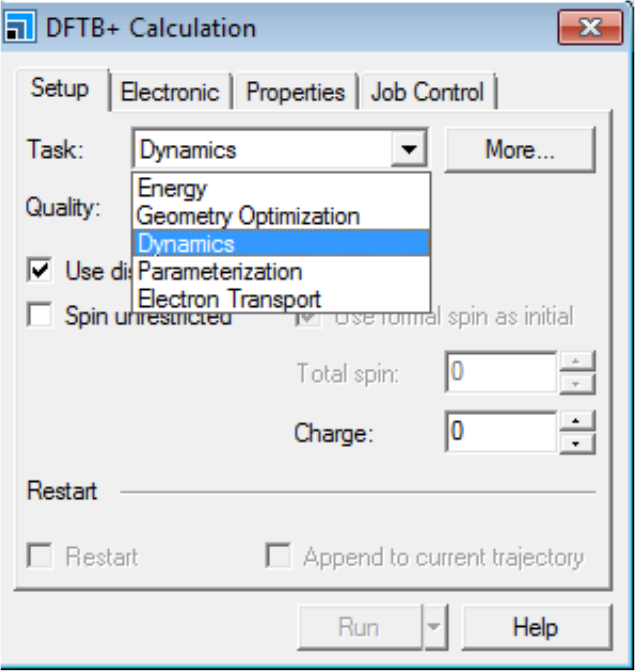 DFTB+ Calculation
Setup Electronic Properties Job Control
Task: Dynamics More...
Energy
Quality: Geometry Optimization
Dynamics
Use dis Parameterization
Electron Transport
Spin unrestricted Use formal spin as initial
Total spin: 0
Charge: 0
Restart
Restart Append to current trajectory
Run Help